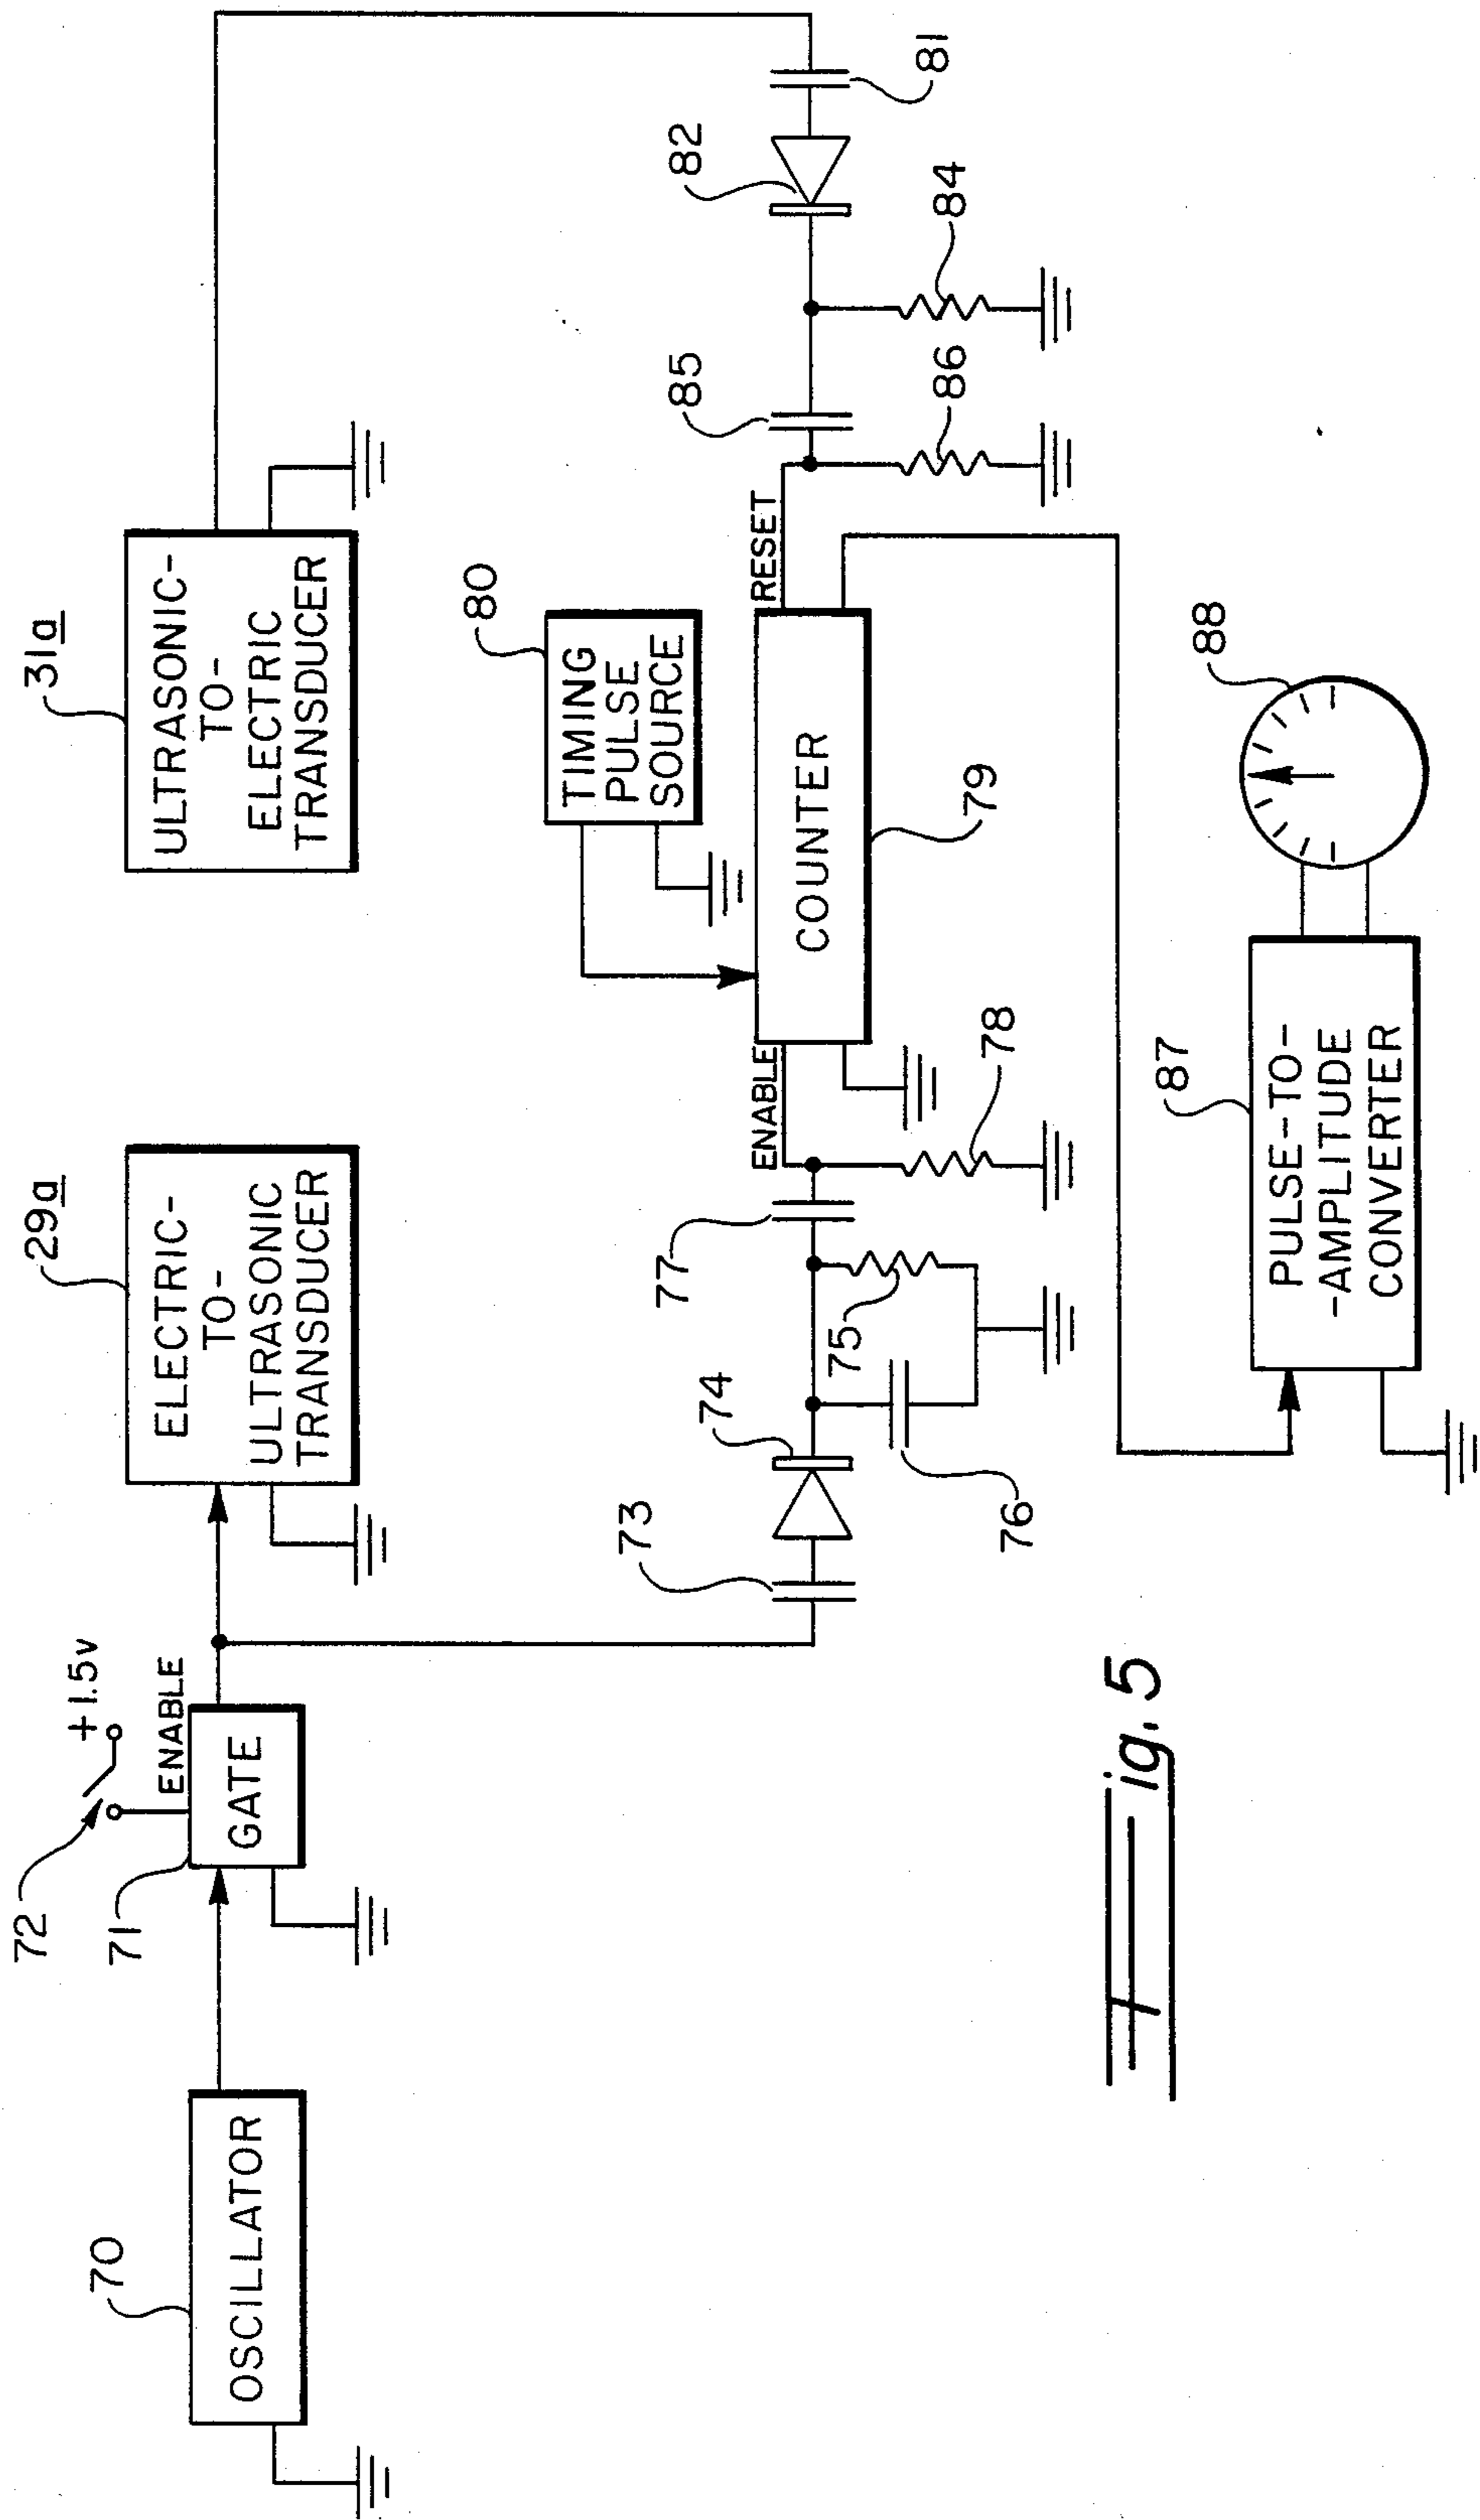 72
+1.5v
70
71
ENABLE
OSCILLATOR
GATE
29a
ELECTRIC-
TO-
ULTRASONIC
TRANSDUCER
31a
ULTRASONIC-
TO-
ELECTRIC
TRANSDUCER
80
TIMING
PULSE
SOURCE
73
74
77
85
82
ENABLE
RESET
COUNTER
75
76
78
79
86
84
81
Fig. 5
87
88
PULSE-TO-
-AMPLITUDE
CONVERTER